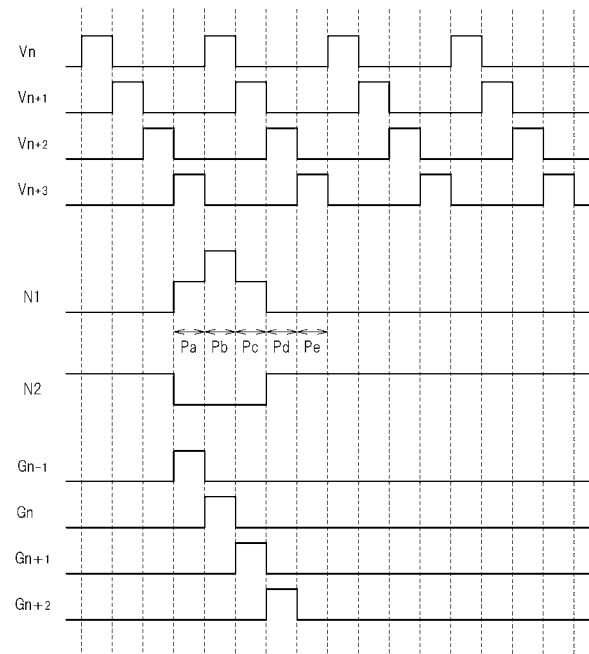 Vn
Vn+1
Vn+2
Vn+3
N1
Pa Pb Pc Pd Pe
N2
Gn-1
Gn
Gn+1
Gn+2